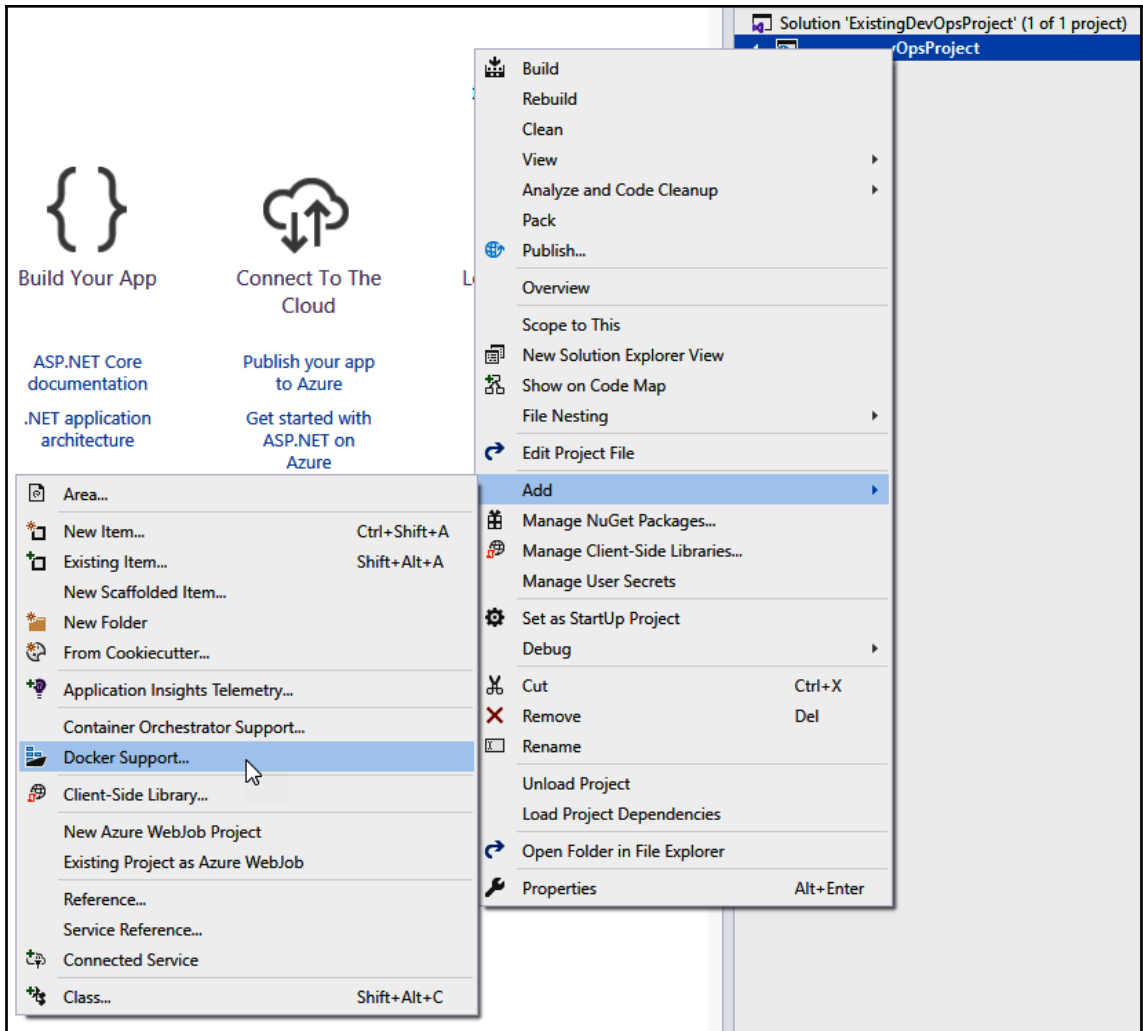 Solution 'ExistingDevOpsProject' (1 of 1 project)
OpsProject
Build
Rebuild
Clean
View
Analyze and Code Cleanup
Pack
Publish...
Overview
Scope to This
New Solution Explorer View
Show on Code Map
File Nesting
Edit Project File
Add
Manage NuGet Packages...
Manage Client-Side Libraries...
Manage User Secrets
Set as StartUp Project
Debug
Cut Ctrl+X
Remove Del
Rename
Unload Project
Load Project Dependencies
Open Folder in File Explorer
Properties Alt+Enter
Build Your App
Connect To The
Cloud
ASP.NET Core
documentation
.NET application
architecture
Publish your app
to Azure
Get started with
ASP.NET on
Azure
Area...
New Item... Ctrl+Shift+A
Existing Item... Shift+Alt+A
New Scaffolded Item...
New Folder
From Cookiecutter...
Application Insights Telemetry...
Container Orchestrator Support...
Docker Support...
Client-Side Library...
New Azure WebJob Project
Existing Project as Azure WebJob
Reference...
Service Reference...
Connected Service
Class... Shift+Alt+C